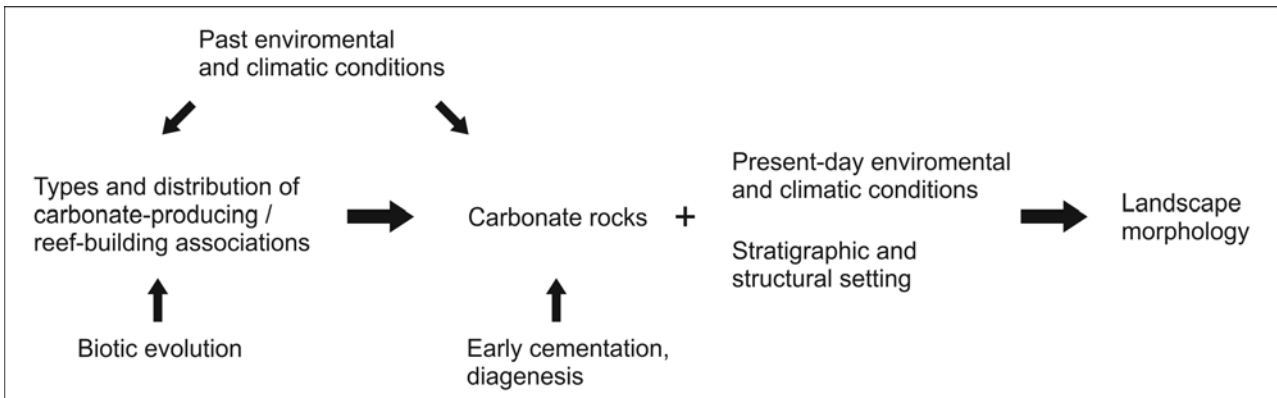 Past enviromental
and climatic conditions
Types and distribution of
carbonate-producing /
reef-building associations
Carbonate rocks
+
Present-day enviromental
and climatic conditions
Stratigraphic and
structural setting
Landscape
morphology
Biotic evolution
Early cementation,
diagenesis